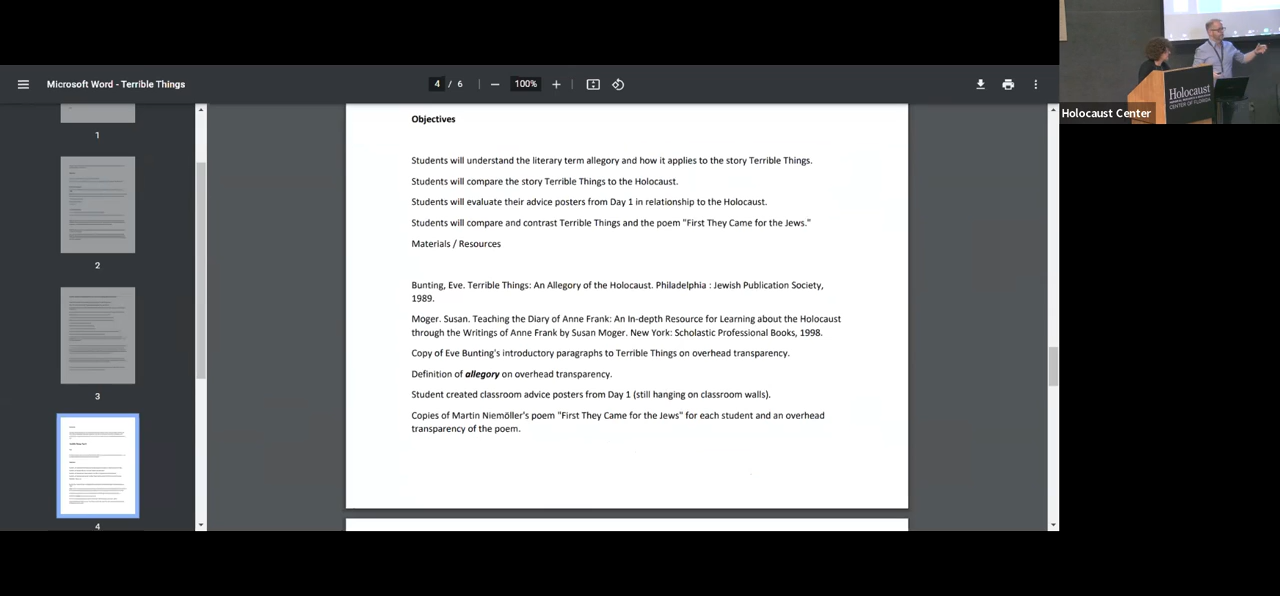 Microsoft Word - Terrible Things
4 / 6
100%
Holocaust
CENTER OF FLORIDA
Holocaust Center
1
2
3
4
Objectives
Students will understand the literary term allegory and how it applies to the story Terrible Things.
Students will compare the story Terrible Things to the Holocaust.
Students will evaluate their advice posters from Day 1 in relationship to the Holocaust.
Students will compare and contrast Terrible Things and the poem "First They Came for the Jews."
Materials / Resources
Bunting, Eve. Terrible Things: An Allegory of the Holocaust. Philadelphia : Jewish Publication Society,
1989.
Moger. Susan. Teaching the Diary of Anne Frank: An In-depth Resource for Learning about the Holocaust
through the Writings of Anne Frank by Susan Moger. New York: Scholastic Professional Books, 1998.
Copy of Eve Bunting's introductory paragraphs to Terrible Things on overhead transparency.
Definition of allegory on overhead transparency.
Student created classroom advice posters from Day 1 (still hanging on classroom walls).
Copies of Martin Niemöller's poem "First They Came for the Jews" for each student and an overhead
transparency of the poem.